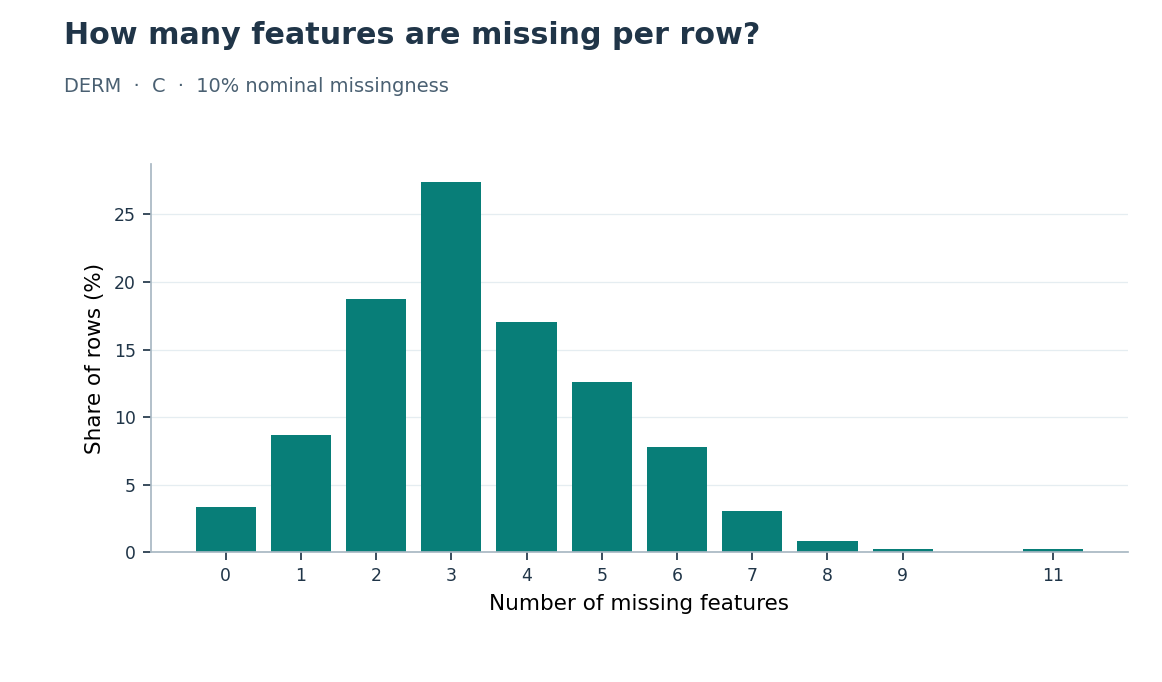 How many features are missing per row?
DERM · C · 10% nominal missingness
Share of rows (%)
25
20
15
10
5
0
0 1 2 3 4 5 6 7 8 9 11
Number of missing features